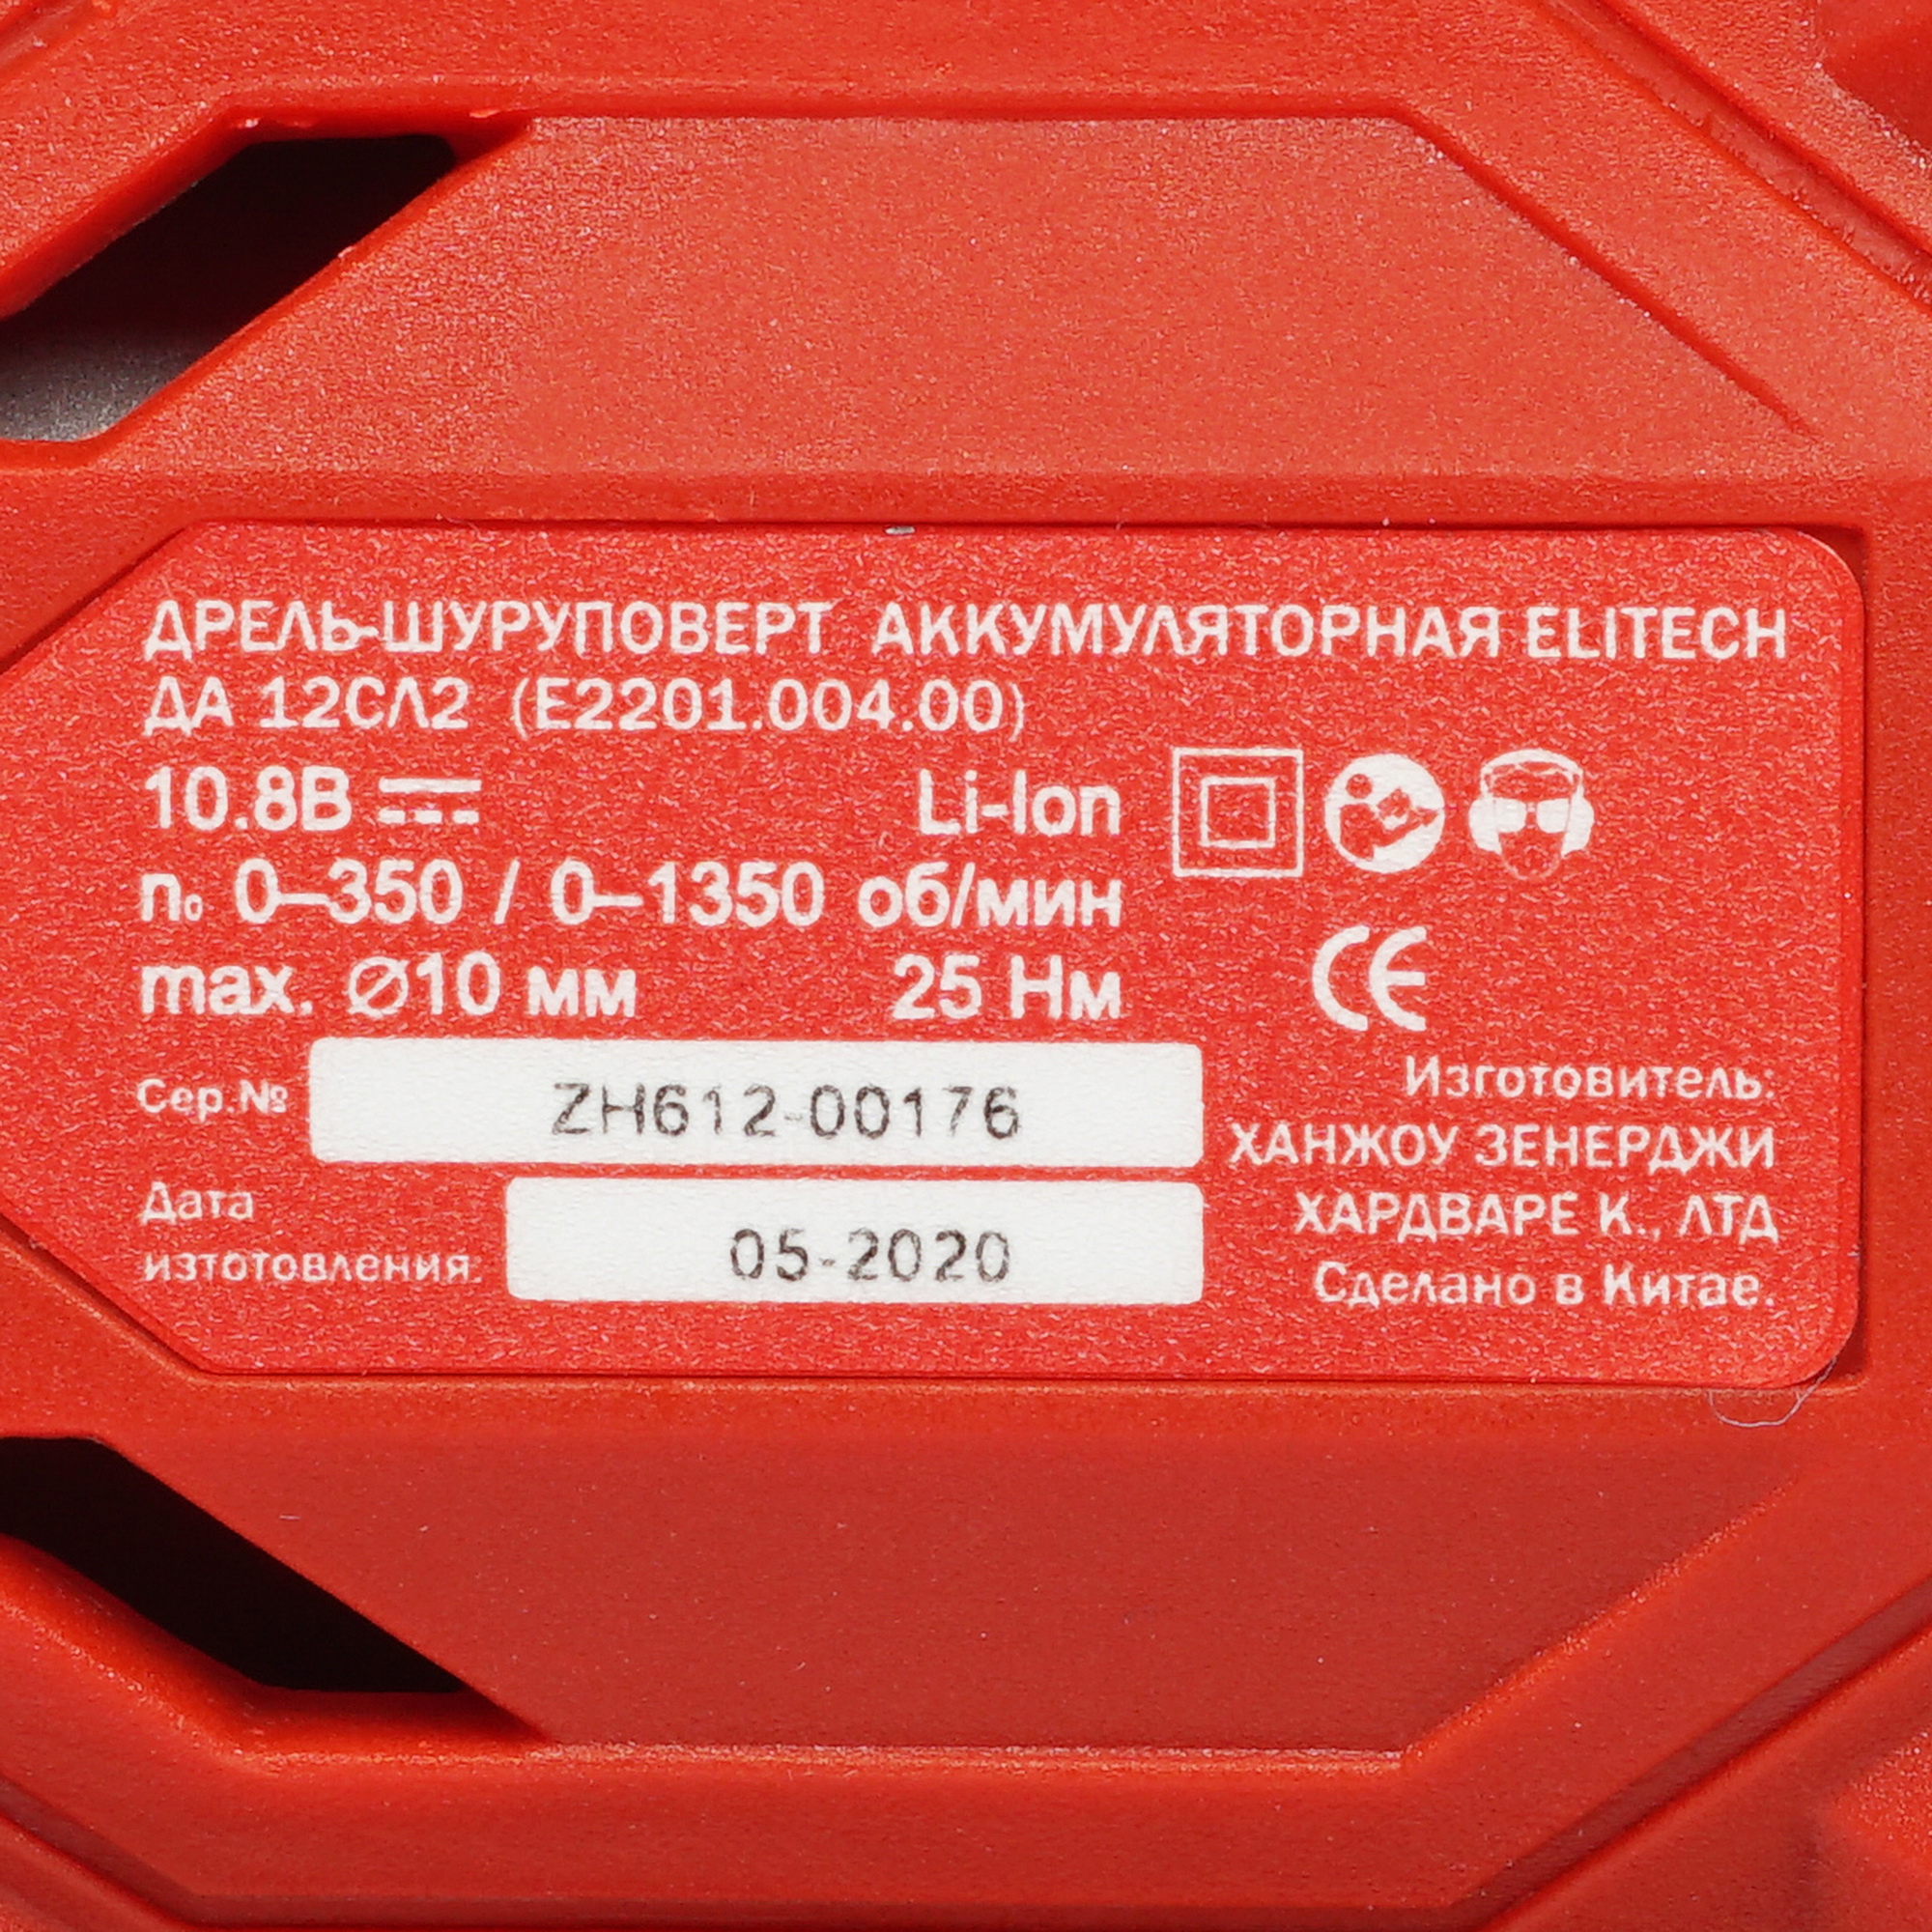 ДРЕЛЬ-ШУРУПОВЕРТ АККУМУЛЯТОРНАЯ ELITECH
ДА 12СЛ2 (E2201.004.00)
10.8В Li-Ion
n₀ 0–350 / 0–1350 об/мин
max. Ø10 мм 25 Нм
CE
Сер.№ ZH612-00176
Дата
изтотовления: 05-2020
Изготовитель:
ХАНЖОУ ЗЕНЕРДЖИ
ХАРДВАРЕ К., ЛТД
Сделано в Китае.